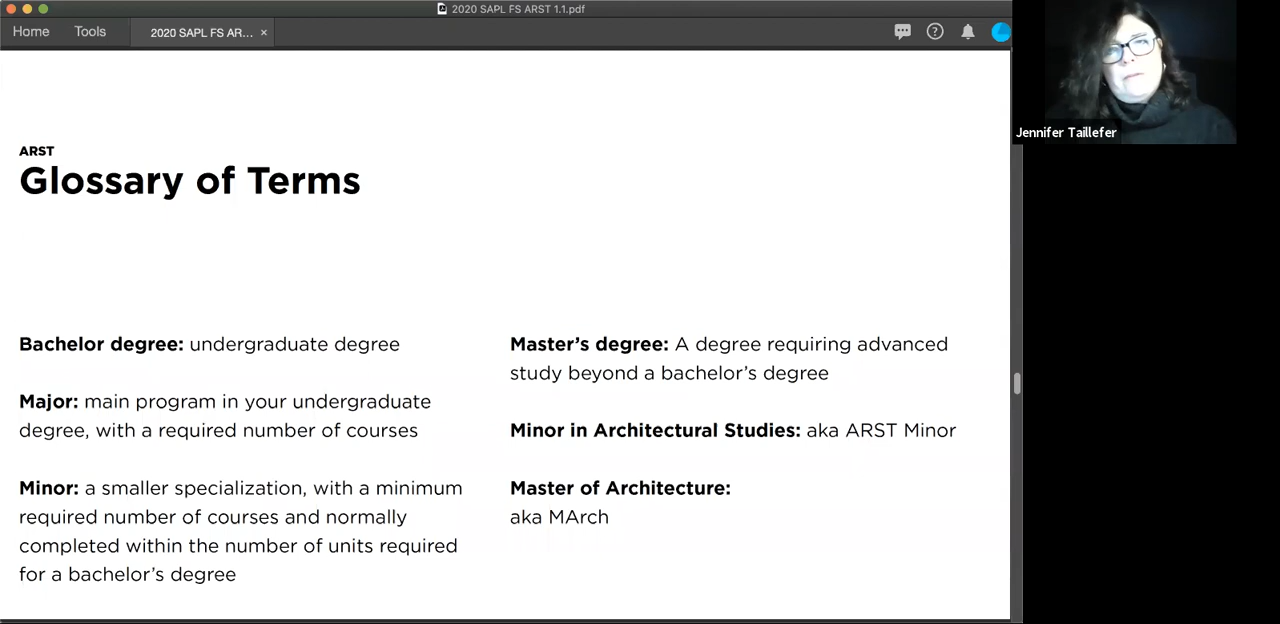 2020 SAPL FS ARST 1.1.pdf
Home Tools 2020 SAPL FS AR... ×
Jennifer Taillefer
ARST
Glossary of Terms
Bachelor degree: undergraduate degree
Major: main program in your undergraduate
degree, with a required number of courses
Minor: a smaller specialization, with a minimum
required number of courses and normally
completed within the number of units required
for a bachelor’s degree
Master’s degree: A degree requiring advanced
study beyond a bachelor’s degree
Minor in Architectural Studies: aka ARST Minor
Master of Architecture:
aka MArch